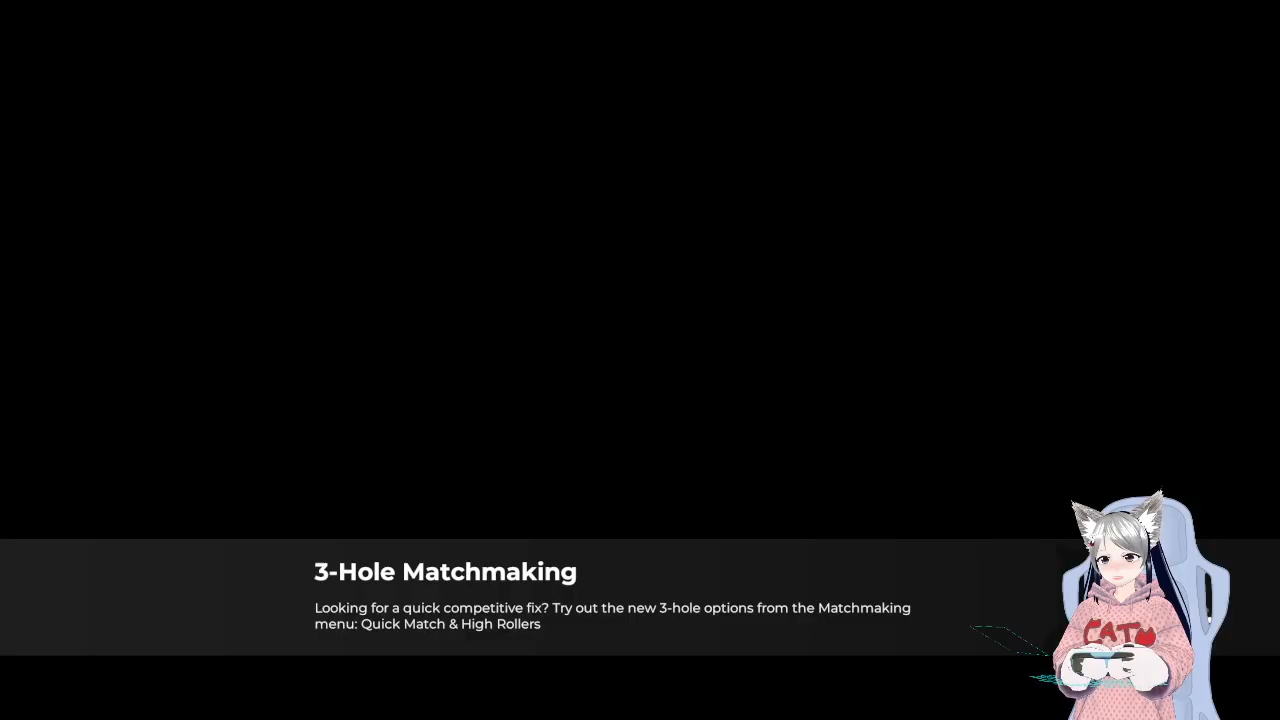 3-Hole Matchmaking
Looking for a quick competitive fix? Try out the new 3-hole options from the Matchmaking
menu: Quick Match & High Rollers
CATW